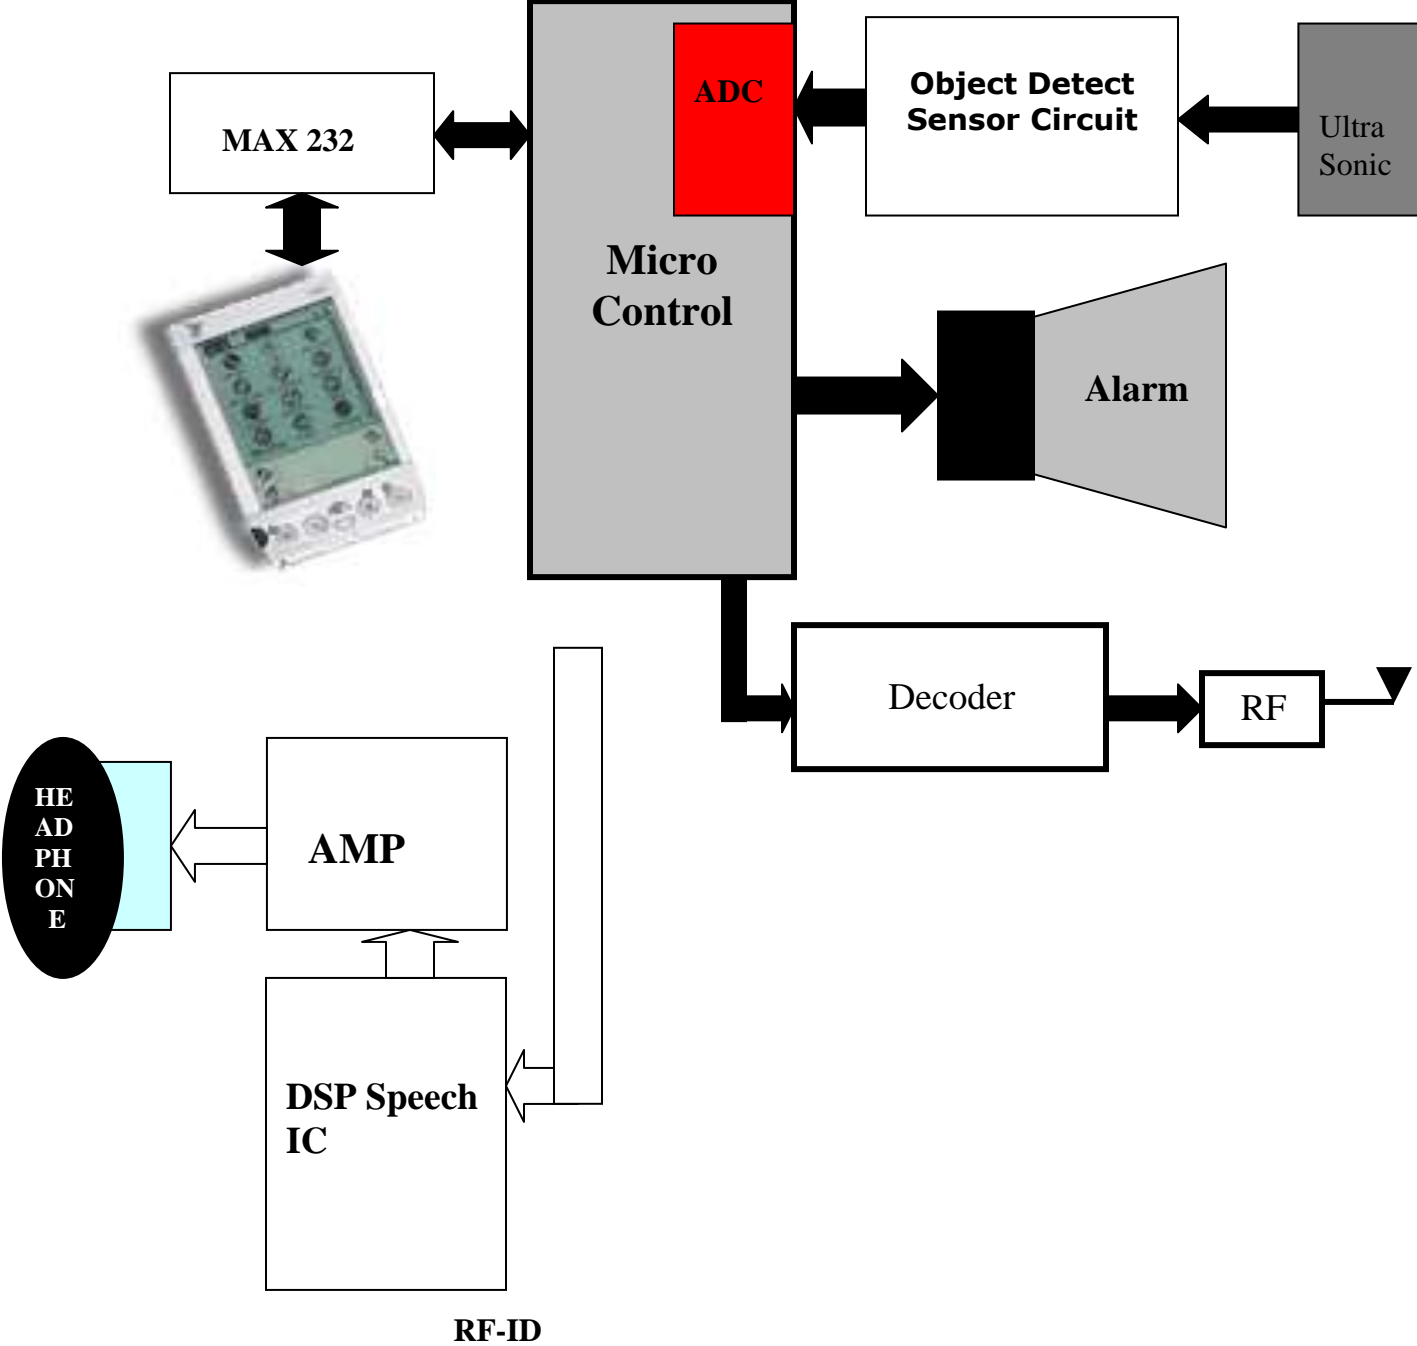 MAX 232
ADC
Object Detect
Sensor Circuit
Ultra
Sonic
Micro
Control
Alarm
Decoder
RF
HE
AD
PH
ON
E
AMP
DSP Speech
IC
RF-ID